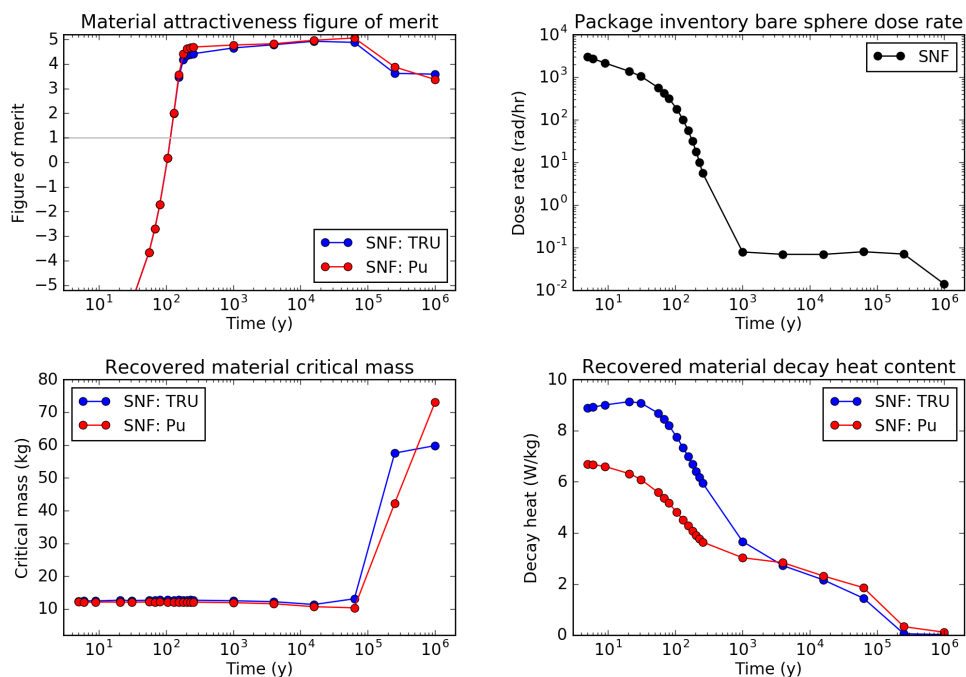 Material attractiveness figure of merit
5
4
3
2
1
0
−1
−2
−3
−4
−5
Figure of merit
SNF: TRU
SNF: Pu
10^1 10^2 10^3 10^4 10^5 10^6
Time (y)
Package inventory bare sphere dose rate
10^4
10^3
10^2
10^1
10^0
10^-1
10^-2
Dose rate (rad/hr)
SNF
10^1 10^2 10^3 10^4 10^5 10^6
Time (y)
Recovered material critical mass
80
70
60
50
40
30
20
10
Critical mass (kg)
SNF: TRU
SNF: Pu
10^1 10^2 10^3 10^4 10^5 10^6
Time (y)
Recovered material decay heat content
10
8
6
4
2
0
Decay heat (W/kg)
SNF: TRU
SNF: Pu
10^1 10^2 10^3 10^4 10^5 10^6
Time (y)